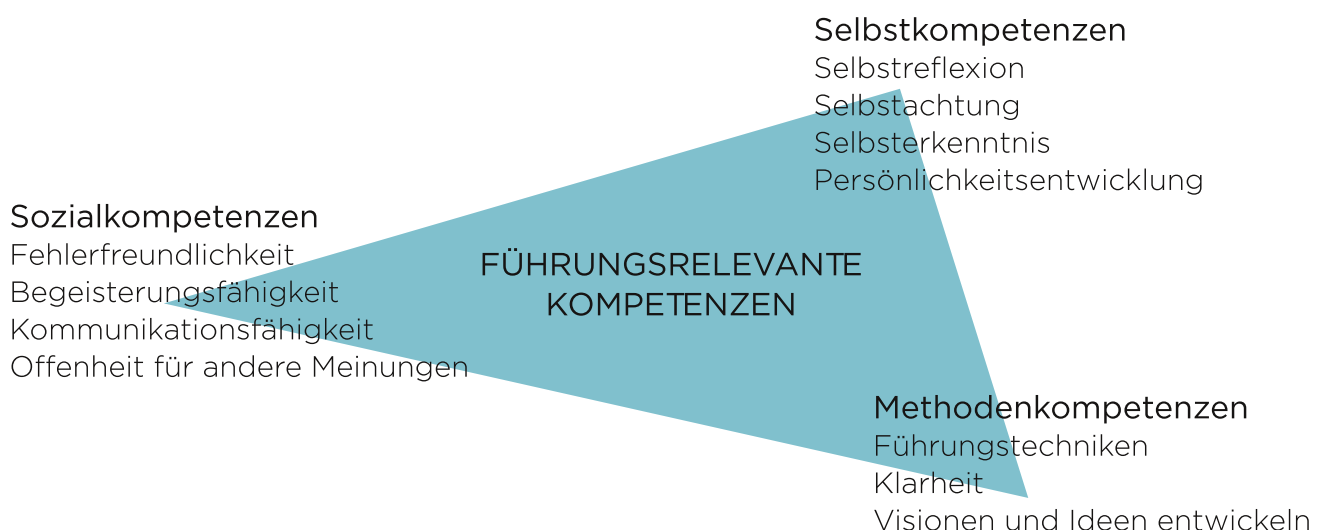 Selbstkompetenzen
Selbstreflexion
Selbstachtung
Selbsterkenntnis
Persönlichkeitsentwicklung
Sozialkompetenzen
Fehlerfreundlichkeit
Begeisterungsfähigkeit
Kommunikationsfähigkeit
Offenheit für andere Meinungen
FÜHRUNGSRELEVANTE
KOMPETENZEN
Methodenkompetenzen
Führungstechniken
Klarheit
Visionen und Ideen entwickeln